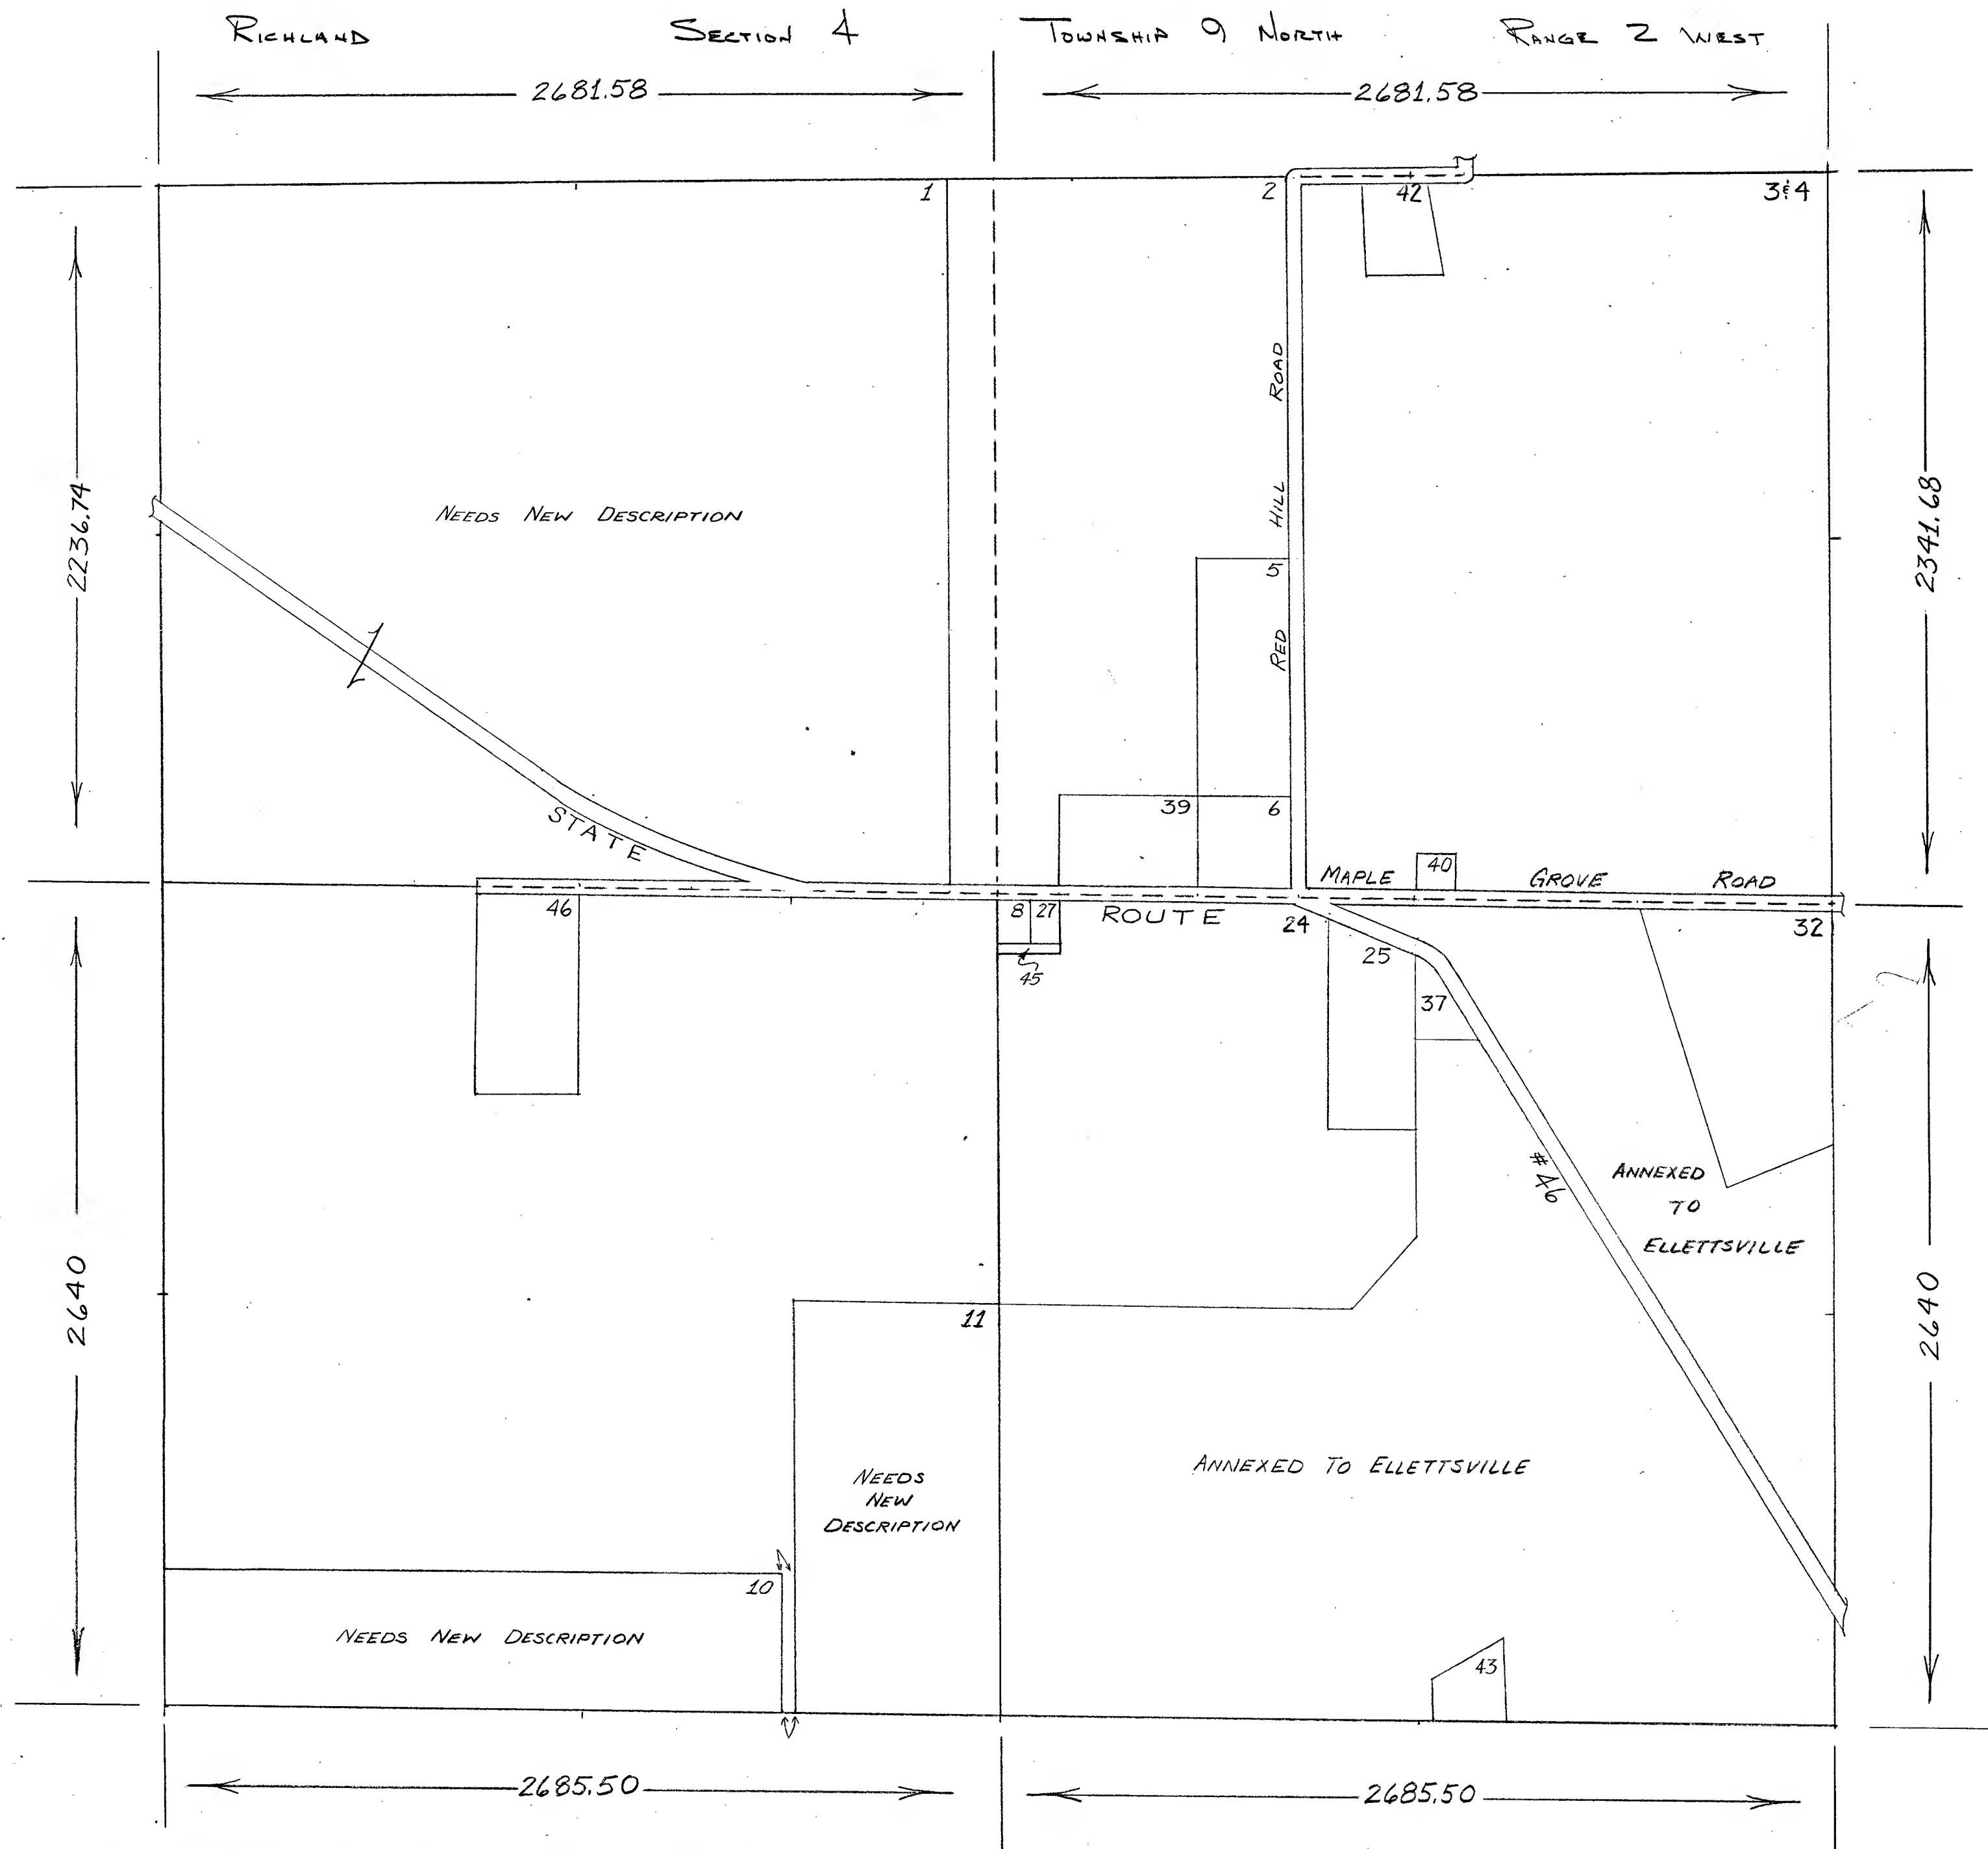 RICHLAND SECTION 4 TOWNSHIP 9 NORTH RANGE 2 WEST
2681.58 2681.58
1 2 42 3&4
2236.74
2341.68
NEEDS NEW DESCRIPTION
RED HILL ROAD
5
39 6
STATE
MAPLE 40 GROVE ROAD
46 8 27 ROUTE 24 32
45
25
37
#46
ANNEXED
TO
ELLETTSVILLE
2640
2640
11
NEEDS
NEW
DESCRIPTION
ANNEXED TO ELLETTSVILLE
10
NEEDS NEW DESCRIPTION
43
2685.50 2685.50